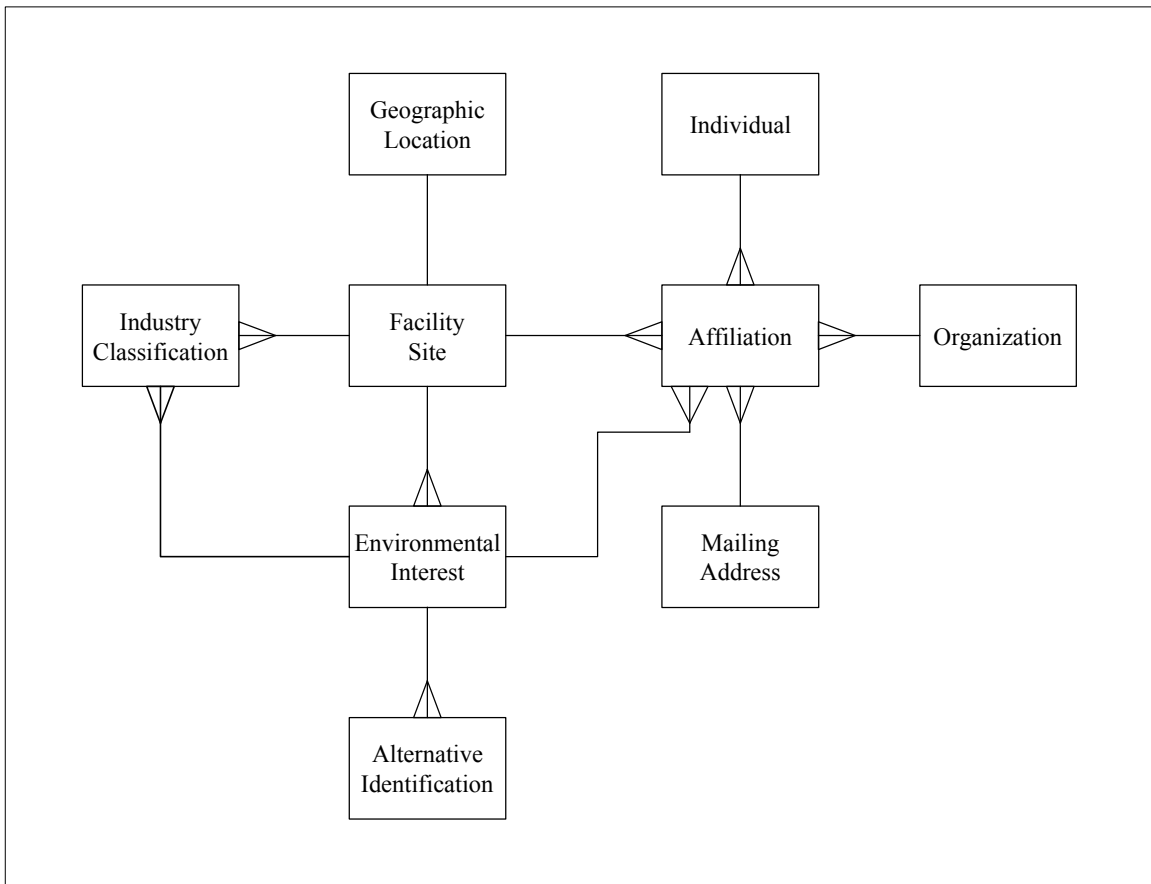 Geographic
Location
Individual
Industry
Classification
Facility
Site
Affiliation
Organization
Environmental
Interest
Mailing
Address
Alternative
Identification